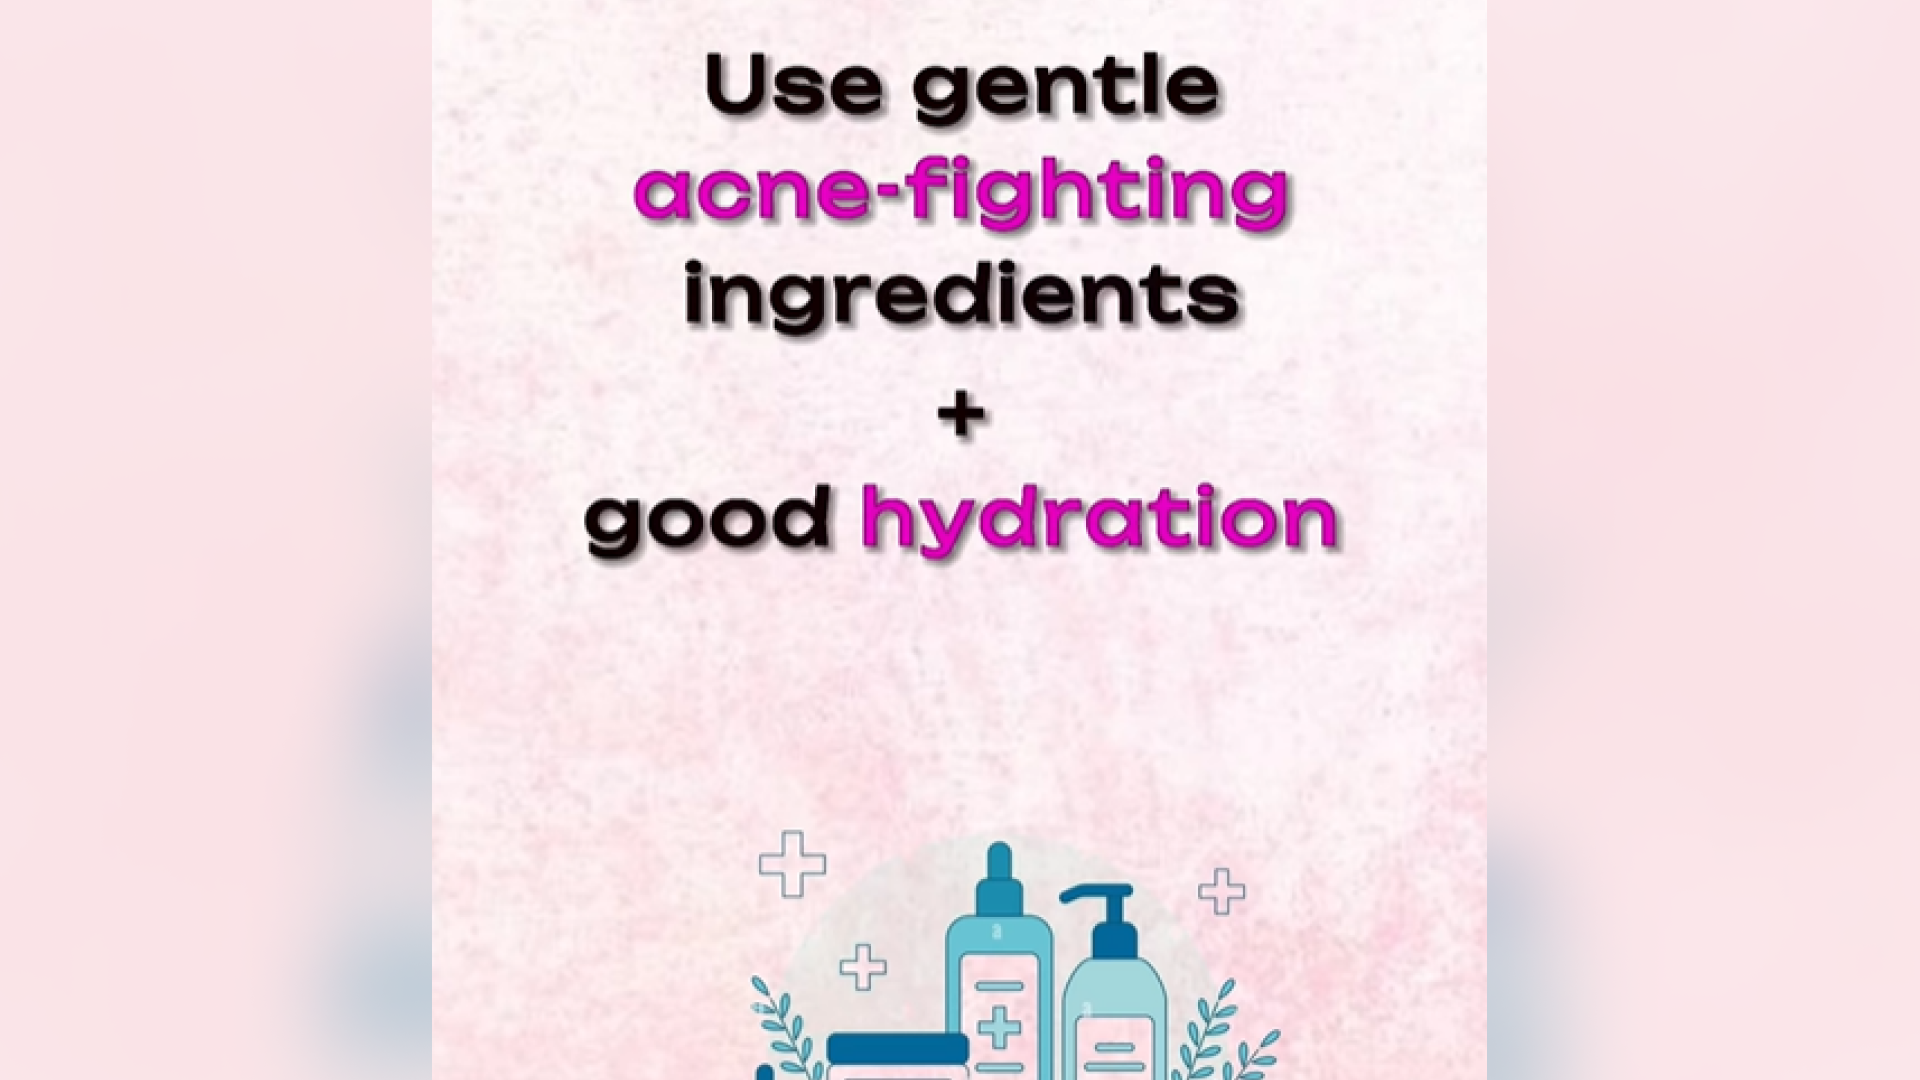 Use gentle
acne-fighting
ingredients
+
good hydration
a
a